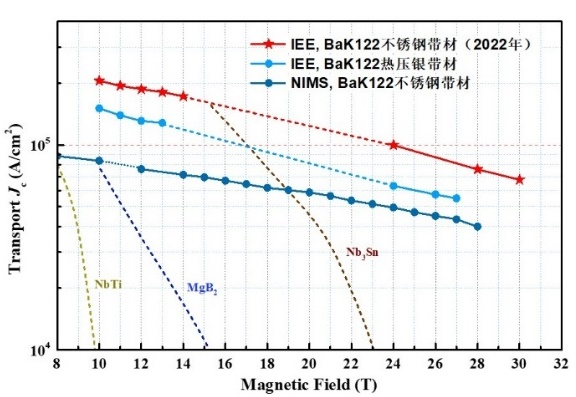 IEE, BaK122不锈钢带材（2022年）
IEE, BaK122热压银带材
NIMS, BaK122不锈钢带材
Transport Jc (A/cm²)
10⁵
10⁴
NbTi
MgB₂
Nb₃Sn
8 10 12 14 16 18 20 22 24 26 28 30 32
Magnetic Field (T)